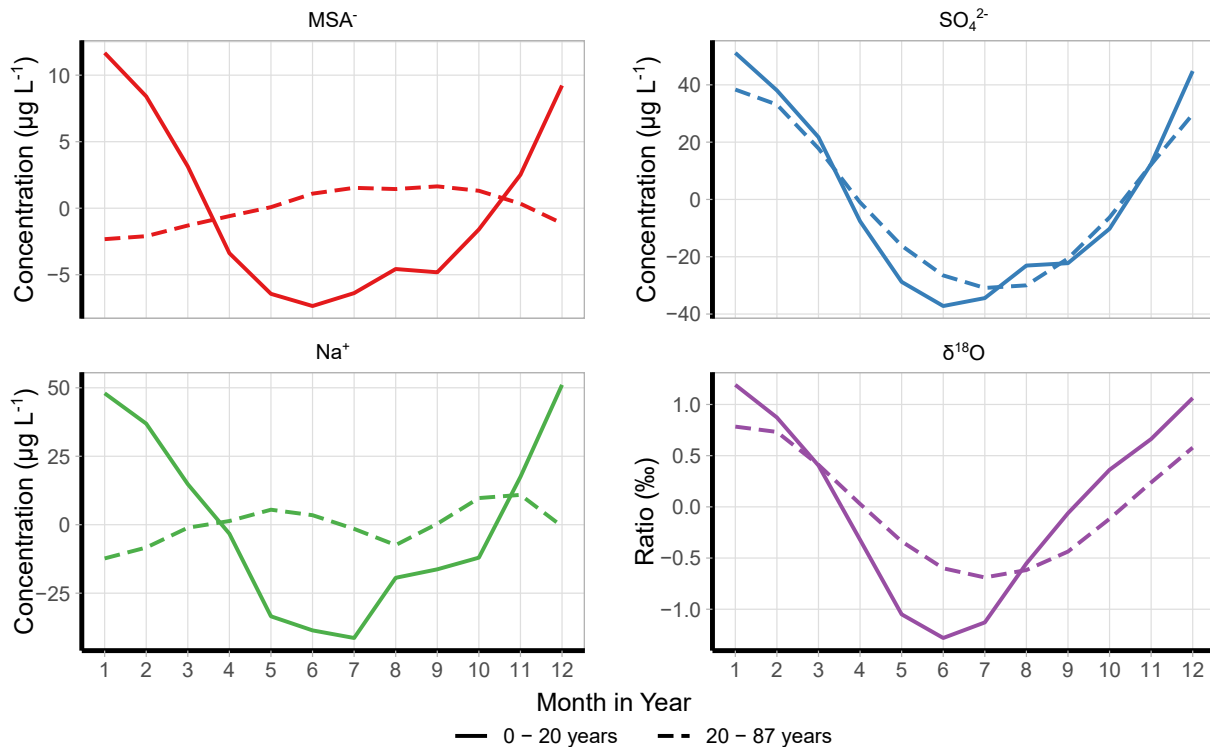 MSA⁻
SO₄²⁻
Concentration (µg L⁻¹)
10
5
0
−5
Concentration (µg L⁻¹)
40
20
0
−20
−40
Na⁺
δ¹⁸O
Concentration (µg L⁻¹)
50
25
0
−25
Ratio (‰)
1.0
0.5
0.0
−0.5
−1.0
1 2 3 4 5 6 7 8 9 10 11 12
1 2 3 4 5 6 7 8 9 10 11 12
Month in Year
0 − 20 years
20 − 87 years